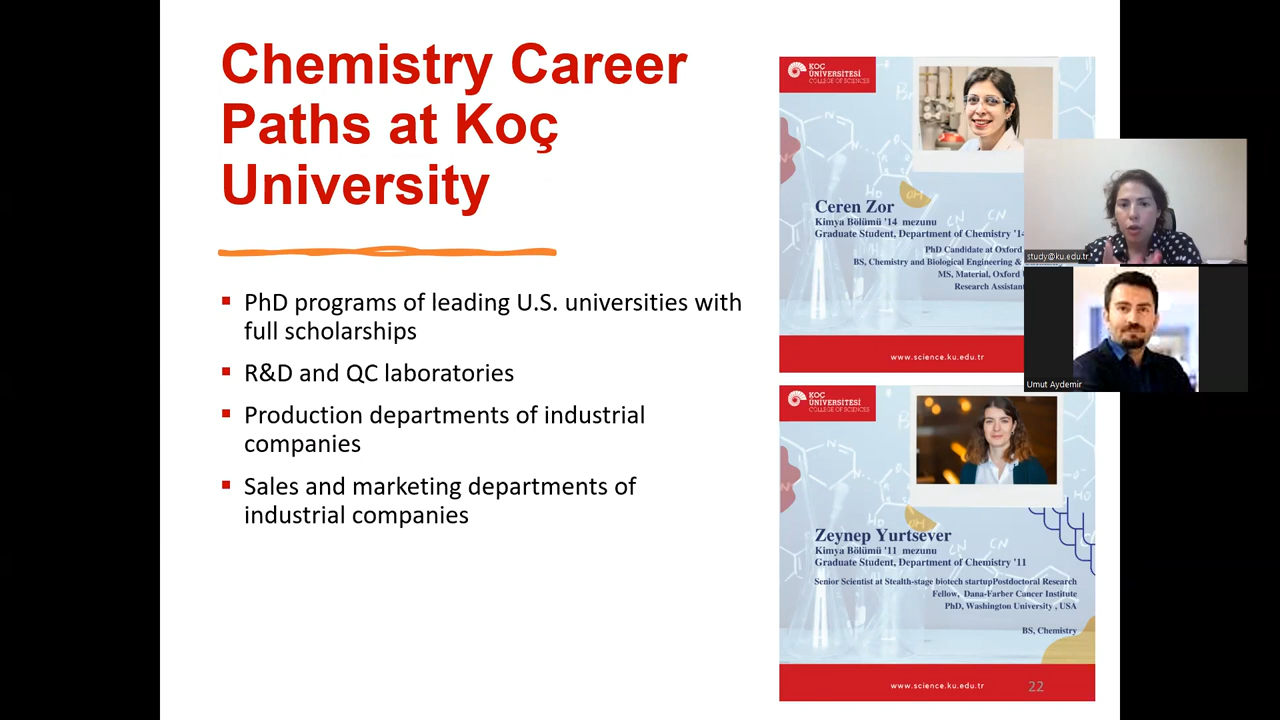 Chemistry Career
Paths at Koç
University
PhD programs of leading U.S. universities with
full scholarships
R&D and QC laboratories
Production departments of industrial
companies
Sales and marketing departments of
industrial companies
KOÇ
ÜNİVERSİTESİ
COLLEGE OF SCIENCES
Ceren Zor
Kimya Bölümü '14 mezunu
Graduate Student, Department of Chemistry '14
PhD Candidate at Oxford
BS, Chemistry and Biological Engineering &
MS, Material, Oxford
Research Assistant
www.science.ku.edu.tr
study@ku.edu.tr
Umut Aydemir
KOÇ
ÜNİVERSİTESİ
COLLEGE OF SCIENCES
Zeynep Yurtsever
Kimya Bölümü '11 mezunu
Graduate Student, Department of Chemistry '11
Senior Scientist at Stealth-stage biotech startupPostdoctoral Research
Fellow, Dana-Farber Cancer Institute
PhD, Washington University , USA
BS, Chemistry
www.science.ku.edu.tr
22